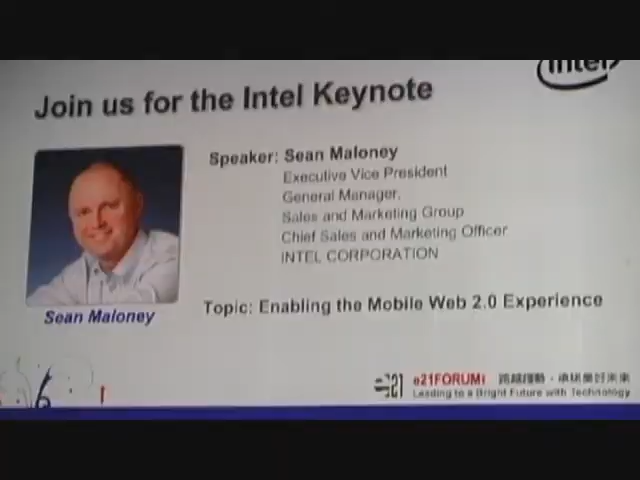 intel
Join us for the Intel Keynote
Speaker: Sean Maloney
Executive Vice President
General Manager,
Sales and Marketing Group
Chief Sales and Marketing Officer
INTEL CORPORATION
Sean Maloney
Topic: Enabling the Mobile Web 2.0 Experience
e21 e21FORUM
Leading to a Bright Future with Technology